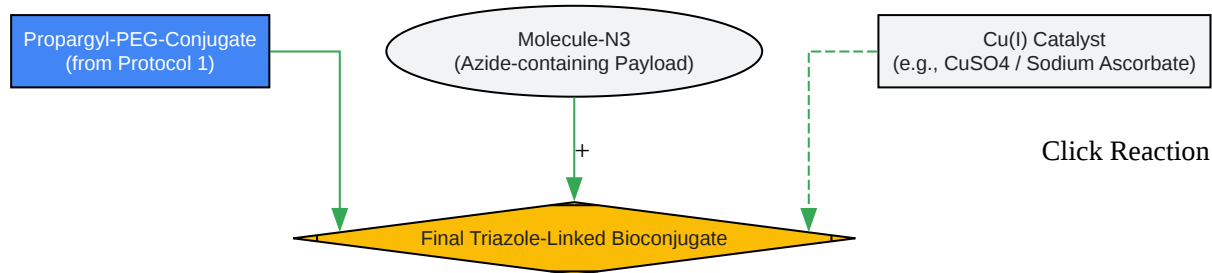 Propargyl-PEG-Conjugate
(from Protocol 1)
Molecule-N3
(Azide-containing Payload)
Cu(I) Catalyst
(e.g., CuSO4 / Sodium Ascorbate)
+
Click Reaction
Final Triazole-Linked Bioconjugate